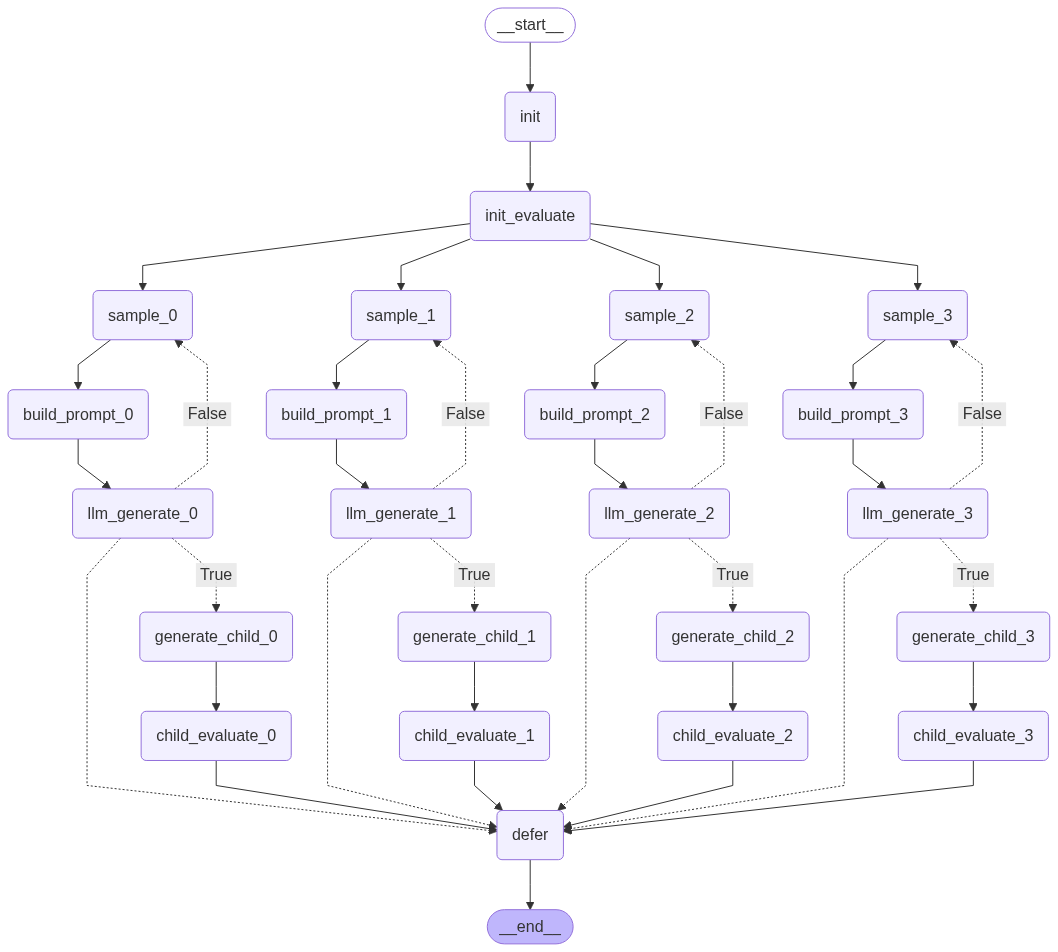 __start__
init
init_evaluate
sample_0
sample_1
sample_2
sample_3
build_prompt_0
False
build_prompt_1
False
build_prompt_2
False
build_prompt_3
False
llm_generate_0
llm_generate_1
llm_generate_2
llm_generate_3
True
True
True
True
generate_child_0
generate_child_1
generate_child_2
generate_child_3
child_evaluate_0
child_evaluate_1
child_evaluate_2
child_evaluate_3
defer
__end__